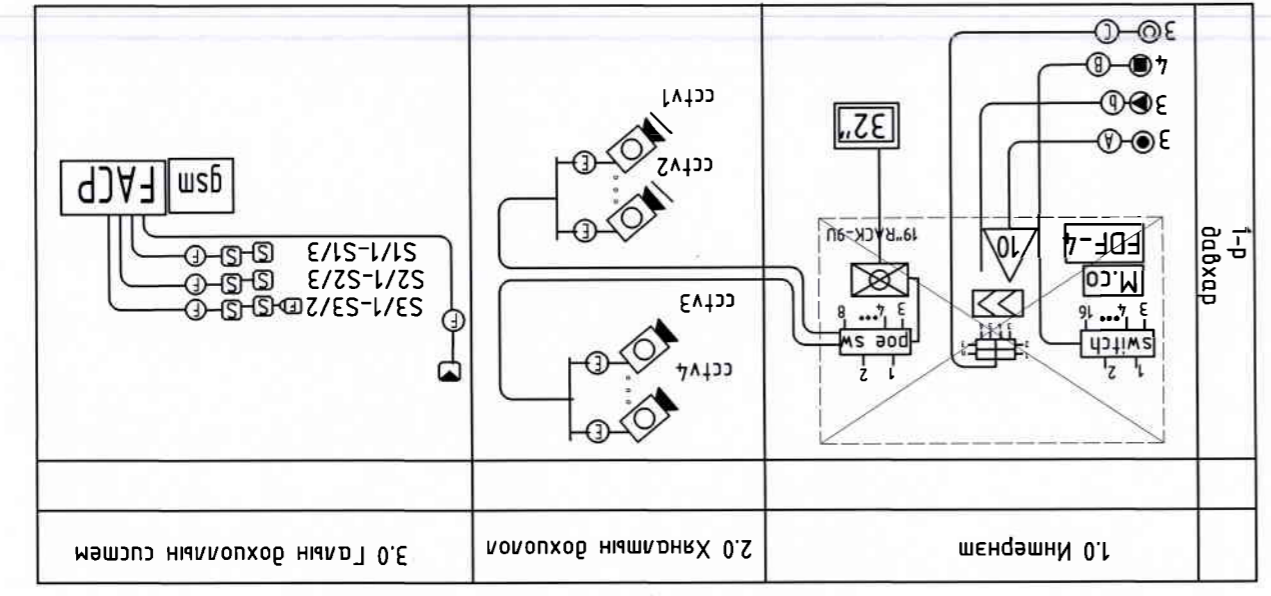 1.0 Интернэт
2.0 Хяналтын дохиолол
3.0 Галын дохиоллын систем
1-р
давхар
1 2
switch
3 4...16
M.CO
FDF-4
10
1 2
poe sw
3 4...8
19"RACK-9U
3 A
3 b
4 B
3 C
32"
E
cctv4
E
cctv3
E
cctv2
E
cctv1
F
S3/1-S3/2 F S S F
S2/1-S2/3 S S F
S1/1-S1/3 S S F
gsm FACP